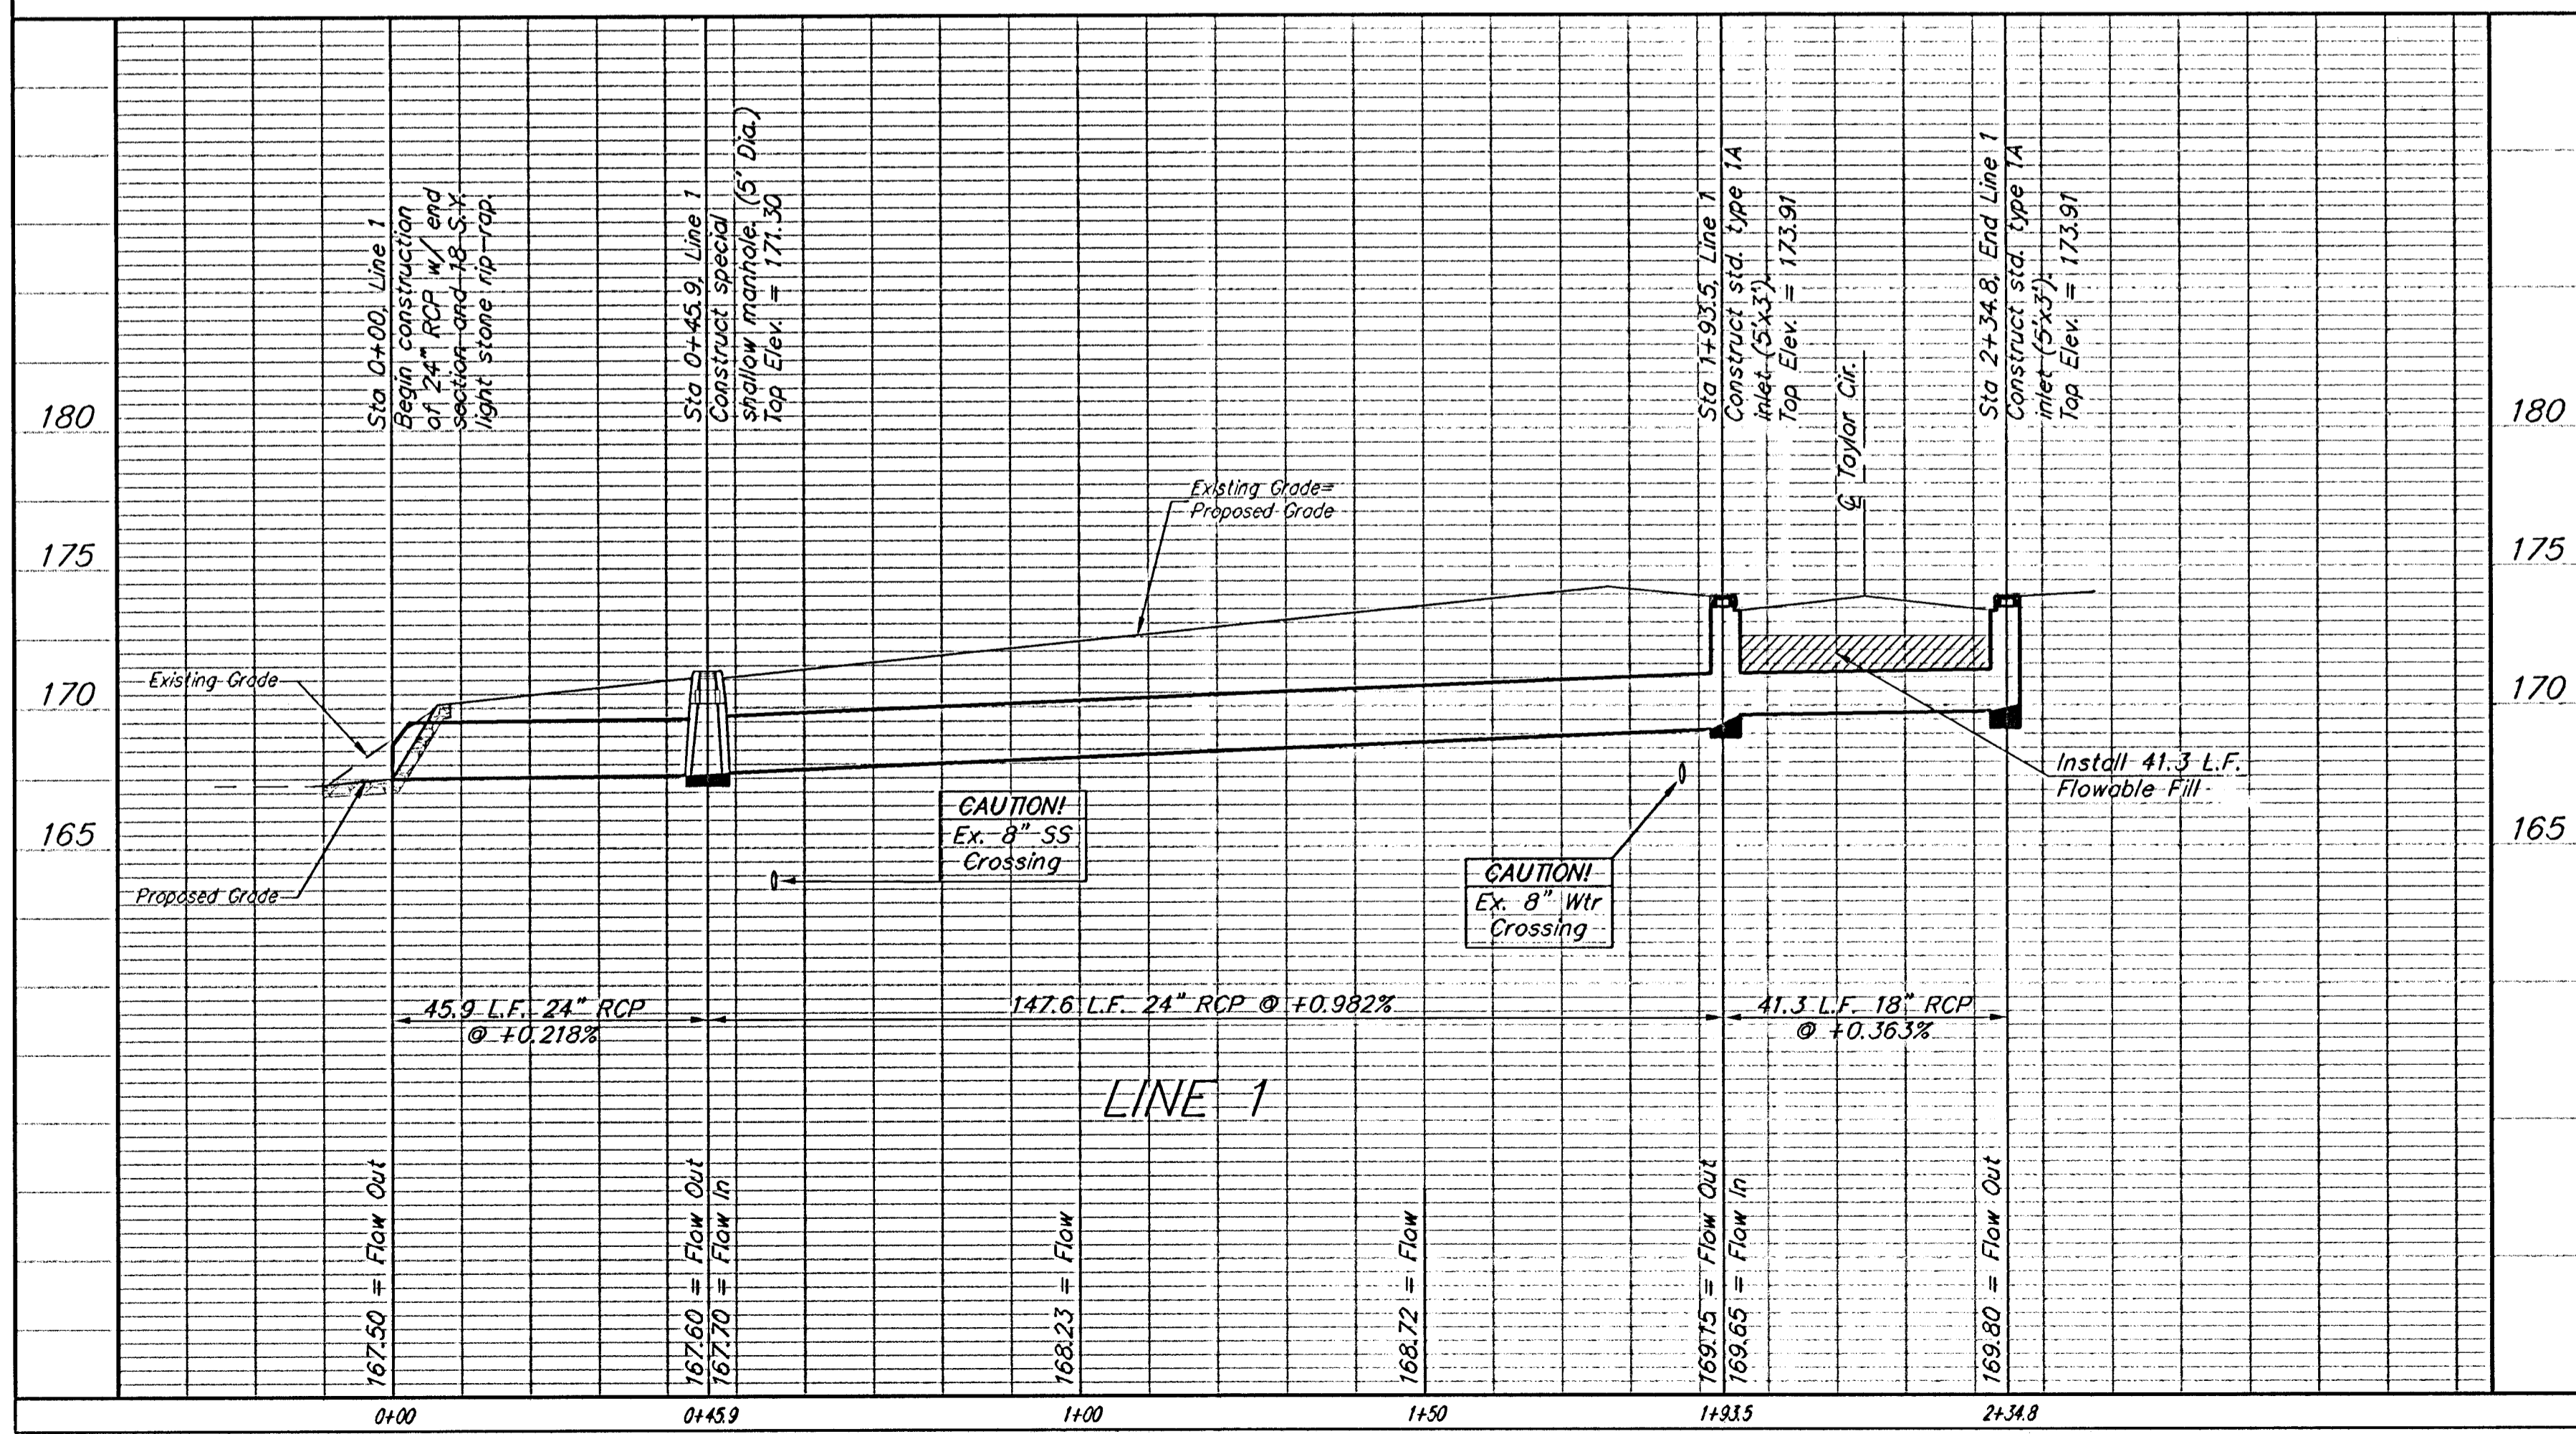 Sta 0+00, Line 1
Begin construction
of 24" RCP w/ end
section and 18 S.Y.
light stone rip-rap.
Sta 0+45.9, Line 1
Construct special
shallow manhole. (5' Dia.)
Top Elev. = 171.30
Sta 1+93.5, Line 1
Construct std. type 1A
inlet (5'x3').
Top Elev. = 173.91
℄ Taylor Cir.
Sta 2+34.8, End Line 1
Construct std. type 1A
inlet (5'x3').
Top Elev. = 173.91
180
180
175
175
170
170
165
165
Existing Grade=
Proposed Grade
Existing Grade
Proposed Grade
CAUTION!
Ex. 8" SS
Crossing
CAUTION!
Ex. 8" Wtr
Crossing
Install 41.3 L.F.
Flowable Fill
45.9 L.F. 24" RCP
@ +0.218%
147.6 L.F. 24" RCP @ +0.982%
41.3 L.F. 18" RCP
@ +0.363%
LINE 1
167.50 = Flow Out
167.60 = Flow Out
167.70 = Flow In
168.23 = Flow
168.72 = Flow
169.15 = Flow Out
169.65 = Flow In
169.80 = Flow Out
0+00
0+45.9
1+00
1+50
1+93.5
2+34.8